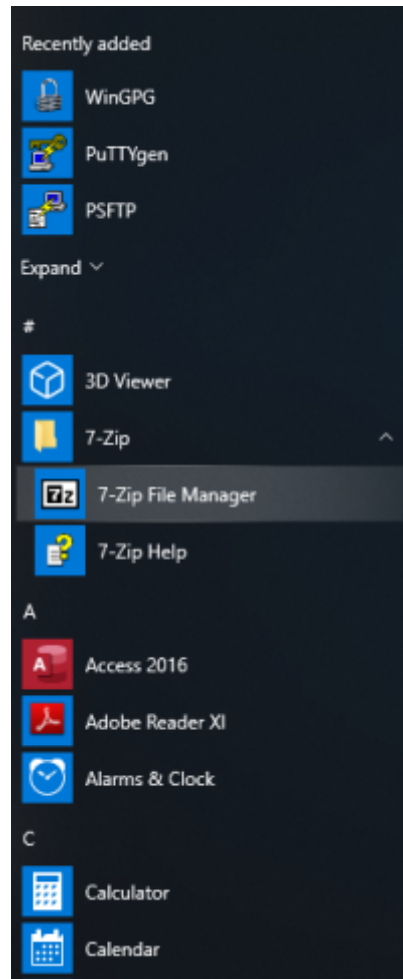 Recently added
WinGPG
PuTTYgen
PSFTP
Expand
#
3D Viewer
7-Zip
7z 7-Zip File Manager
7-Zip Help
A
A Access 2016
Adobe Reader XI
Alarms & Clock
C
Calculator
Calendar